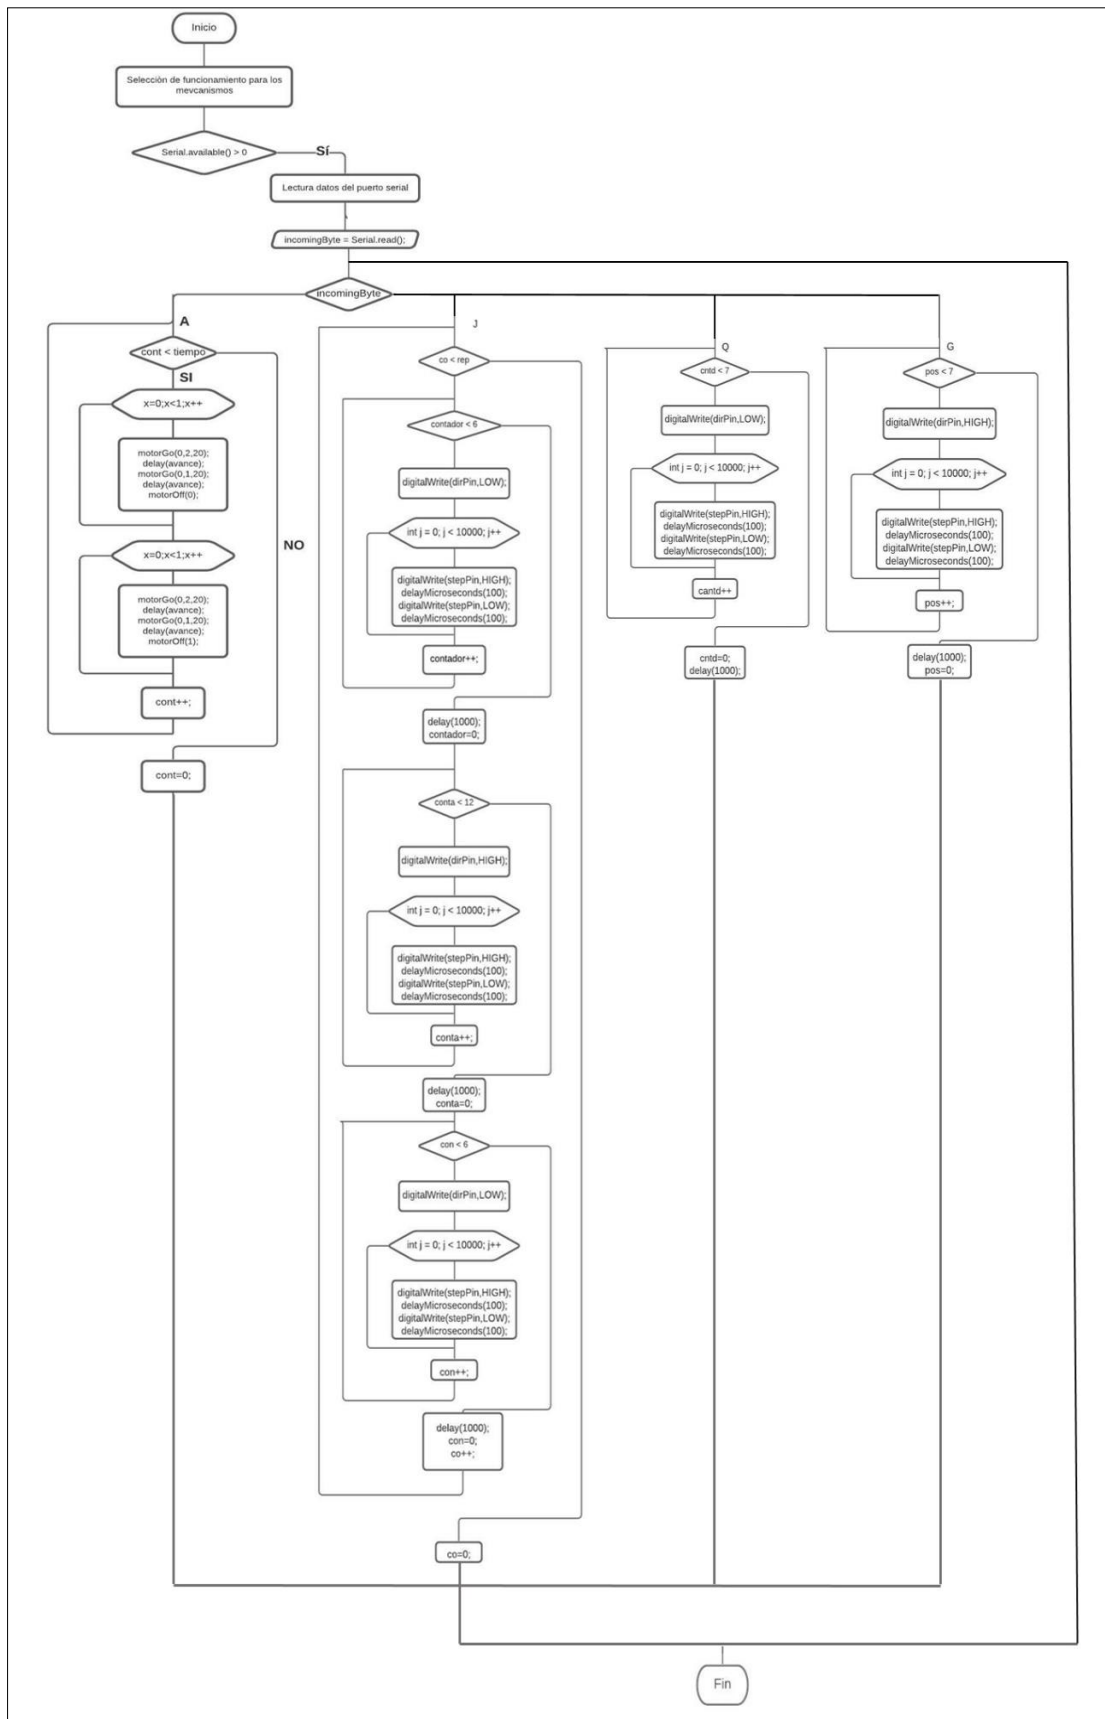 Inicio
Selección de funcionamiento para los
mevcanismos
Serial.available() > 0
Sí
Lectura datos del puerto serial
incomingByte = Serial.read();
incomingByte
A
cont < tiempo
SI
x=0;x<1;x++
motorGo(0,2,20);
delay(avance);
motorGo(0,1,20);
delay(avance);
motorOff(0);
x=0;x<1;x++
motorGo(0,2,20);
delay(avance);
motorGo(0,1,20);
delay(avance);
motorOff(1);
cont++;
NO
cont=0;
J
co < rep
contador < 6
digitalWrite(dirPin,LOW);
int j = 0; j < 10000; j++
digitalWrite(stepPin,HIGH);
delayMicroseconds(100);
digitalWrite(stepPin,LOW);
delayMicroseconds(100);
contador++;
delay(1000);
contador=0;
conta < 12
digitalWrite(dirPin,HIGH);
int j = 0; j < 10000; j++
digitalWrite(stepPin,HIGH);
delayMicroseconds(100);
digitalWrite(stepPin,LOW);
delayMicroseconds(100);
conta++;
delay(1000);
conta=0;
con < 6
digitalWrite(dirPin,LOW);
int j = 0; j < 10000; j++
digitalWrite(stepPin,HIGH);
delayMicroseconds(100);
digitalWrite(stepPin,LOW);
delayMicroseconds(100);
con++;
delay(1000);
con=0;
co++;
co=0;
Q
cntd < 7
digitalWrite(dirPin,LOW);
int j = 0; j < 10000; j++
digitalWrite(stepPin,HIGH);
delayMicroseconds(100);
digitalWrite(stepPin,LOW);
delayMicroseconds(100);
cantd++
cntd=0;
delay(1000);
G
pos < 7
digitalWrite(dirPin,HIGH);
int j = 0; j < 10000; j++
digitalWrite(stepPin,HIGH);
delayMicroseconds(100);
digitalWrite(stepPin,LOW);
delayMicroseconds(100);
pos++;
delay(1000);
pos=0;
Fin